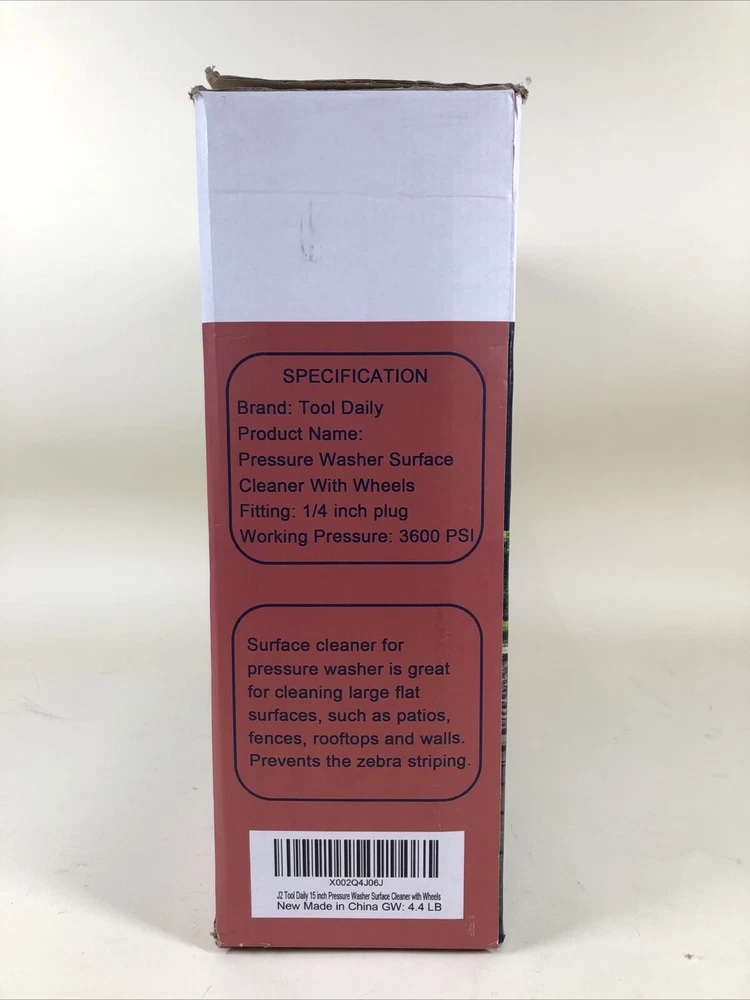 SPECIFICATION
Brand: Tool Daily
Product Name:
Pressure Washer Surface
Cleaner With Wheels
Fitting: 1/4 inch plug
Working Pressure: 3600 PSI
Surface cleaner for
pressure washer is great
for cleaning large flat
surfaces, such as patios,
fences, rooftops and walls.
Prevents the zebra striping.
X002Q4J06J
J2 Tool Daily 15 inch Pressure Washer Surface Cleaner with Wheels
New Made in China GW: 4.4 LB